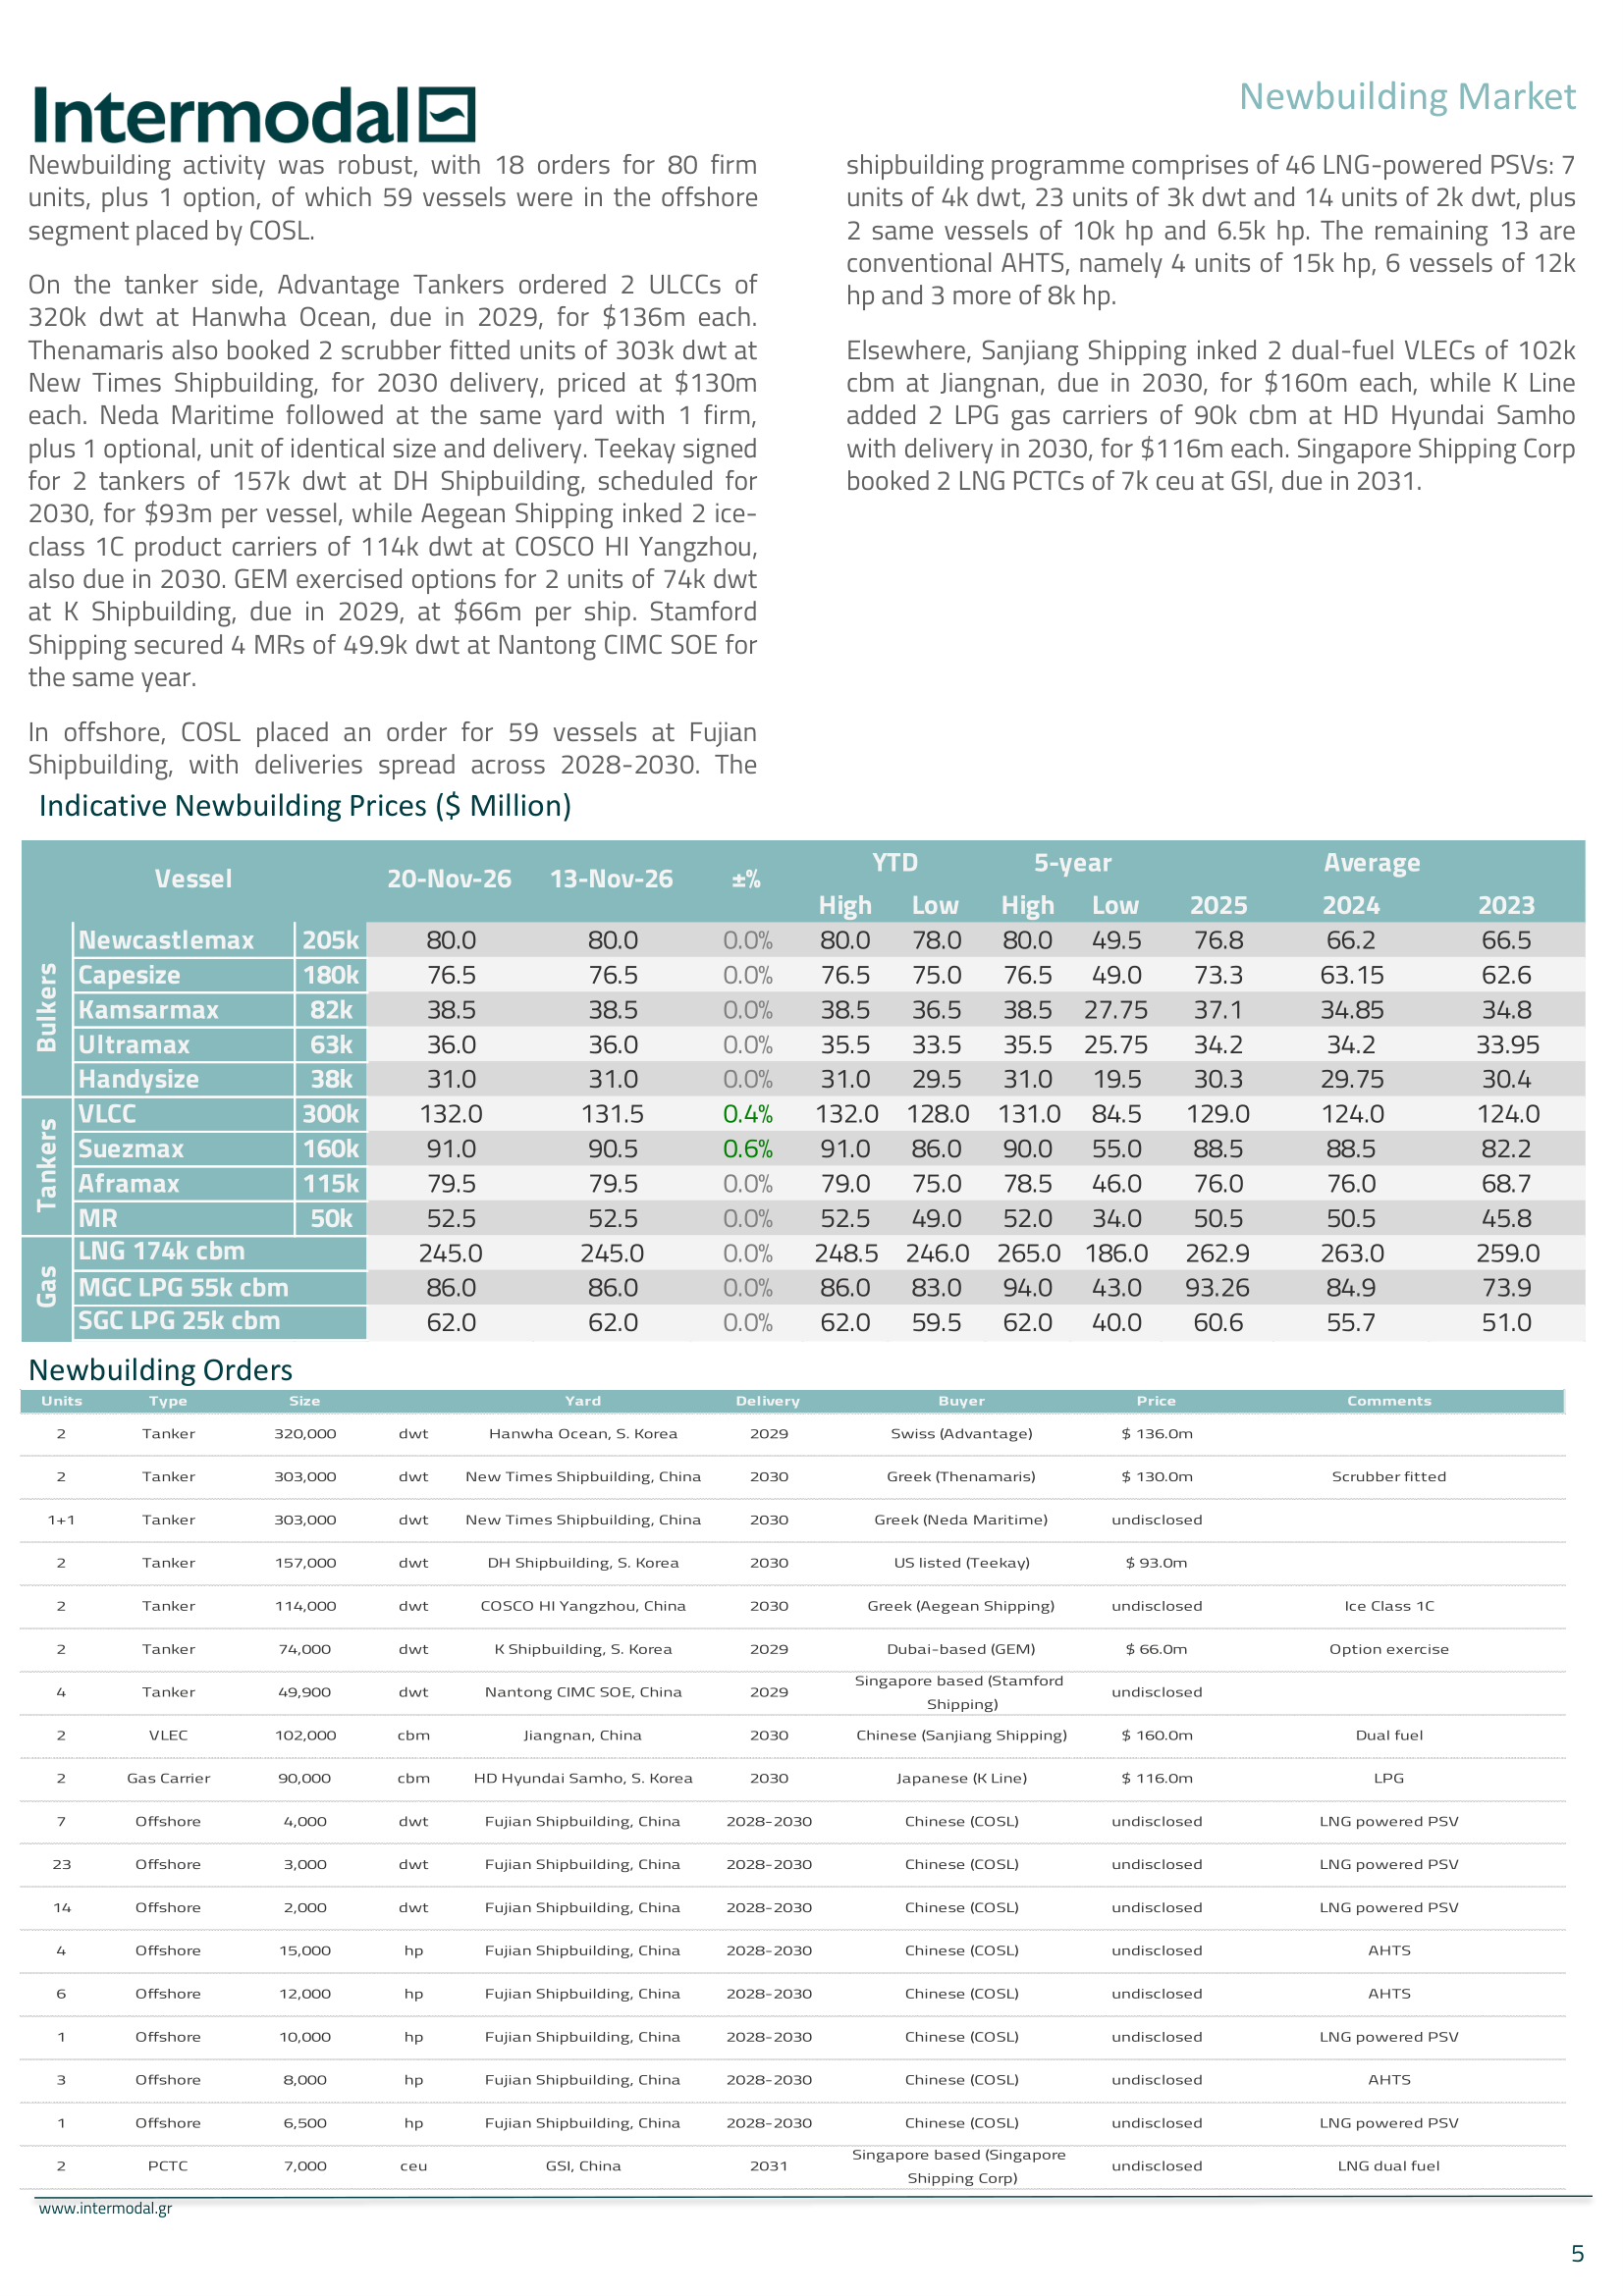 Intermodal
Newbuilding Market
Newbuilding activity was robust, with 18 orders for 80 firm
units, plus 1 option, of which 59 vessels were in the offshore
segment placed by COSL.
On the tanker side, Advantage Tankers ordered 2 ULCCs of
320k dwt at Hanwha Ocean, due in 2029, for $136m each.
Thenamaris also booked 2 scrubber fitted units of 303k dwt at
New Times Shipbuilding, for 2030 delivery, priced at $130m
each. Neda Maritime followed at the same yard with 1 firm,
plus 1 optional, unit of identical size and delivery. Teekay signed
for 2 tankers of 157k dwt at DH Shipbuilding, scheduled for
2030, for $93m per vessel, while Aegean Shipping inked 2 ice-
class 1C product carriers of 114k dwt at COSCO HI Yangzhou,
also due in 2030. GEM exercised options for 2 units of 74k dwt
at K Shipbuilding, due in 2029, at $66m per ship. Stamford
Shipping secured 4 MRs of 49.9k dwt at Nantong CIMC SOE for
the same year.
In offshore, COSL placed an order for 59 vessels at Fujian
Shipbuilding, with deliveries spread across 2028-2030. The
shipbuilding programme comprises of 46 LNG-powered PSVs: 7
units of 4k dwt, 23 units of 3k dwt and 14 units of 2k dwt, plus
2 same vessels of 10k hp and 6.5k hp. The remaining 13 are
conventional AHTS, namely 4 units of 15k hp, 6 vessels of 12k
hp and 3 more of 8k hp.
Elsewhere, Sanjiang Shipping inked 2 dual-fuel VLECs of 102k
cbm at Jiangnan, due in 2030, for $160m each, while K Line
added 2 LPG gas carriers of 90k cbm at HD Hyundai Samho
with delivery in 2030, for $116m each. Singapore Shipping Corp
booked 2 LNG PCTCs of 7k ceu at GSI, due in 2031.
Indicative Newbuilding Prices ($ Million)
Vessel 20-Nov-26 13-Nov-26 ±% YTD 5-year Average
High Low High Low 2025 2024 2023
Bulkers
Newcastlemax 205k 80.0 80.0 0.0% 80.0 78.0 80.0 49.5 76.8 66.2 66.5
Capesize 180k 76.5 76.5 0.0% 76.5 75.0 76.5 49.0 73.3 63.15 62.6
Kamsarmax 82k 38.5 38.5 0.0% 38.5 36.5 38.5 27.75 37.1 34.85 34.8
Ultramax 63k 36.0 36.0 0.0% 35.5 33.5 35.5 25.75 34.2 34.2 33.95
Handysize 38k 31.0 31.0 0.0% 31.0 29.5 31.0 19.5 30.3 29.75 30.4
Tankers
VLCC 300k 132.0 131.5 0.4% 132.0 128.0 131.0 84.5 129.0 124.0 124.0
Suezmax 160k 91.0 90.5 0.6% 91.0 86.0 90.0 55.0 88.5 88.5 82.2
Aframax 115k 79.5 79.5 0.0% 79.0 75.0 78.5 46.0 76.0 76.0 68.7
MR 50k 52.5 52.5 0.0% 52.5 49.0 52.0 34.0 50.5 50.5 45.8
Gas
LNG 174k cbm 245.0 245.0 0.0% 248.5 246.0 265.0 186.0 262.9 263.0 259.0
MGC LPG 55k cbm 86.0 86.0 0.0% 86.0 83.0 94.0 43.0 93.26 84.9 73.9
SGC LPG 25k cbm 62.0 62.0 0.0% 62.0 59.5 62.0 40.0 60.6 55.7 51.0
Newbuilding Orders
Units Type Size Yard Delivery Buyer Price Comments
2 Tanker 320,000 dwt Hanwha Ocean, S. Korea 2029 Swiss (Advantage) $ 136.0m
2 Tanker 303,000 dwt New Times Shipbuilding, China 2030 Greek (Thenamaris) $ 130.0m Scrubber fitted
1+1 Tanker 303,000 dwt New Times Shipbuilding, China 2030 Greek (Neda Maritime) undisclosed
2 Tanker 157,000 dwt DH Shipbuilding, S. Korea 2030 US listed (Teekay) $ 93.0m
2 Tanker 114,000 dwt COSCO HI Yangzhou, China 2030 Greek (Aegean Shipping) undisclosed Ice Class 1C
2 Tanker 74,000 dwt K Shipbuilding, S. Korea 2029 Dubai-based (GEM) $ 66.0m Option exercise
4 Tanker 49,900 dwt Nantong CIMC SOE, China 2029 Singapore based (Stamford Shipping) undisclosed
2 VLEC 102,000 cbm Jiangnan, China 2030 Chinese (Sanjiang Shipping) $ 160.0m Dual fuel
2 Gas Carrier 90,000 cbm HD Hyundai Samho, S. Korea 2030 Japanese (K Line) $ 116.0m LPG
7 Offshore 4,000 dwt Fujian Shipbuilding, China 2028-2030 Chinese (COSL) undisclosed LNG powered PSV
23 Offshore 3,000 dwt Fujian Shipbuilding, China 2028-2030 Chinese (COSL) undisclosed LNG powered PSV
14 Offshore 2,000 dwt Fujian Shipbuilding, China 2028-2030 Chinese (COSL) undisclosed LNG powered PSV
4 Offshore 15,000 hp Fujian Shipbuilding, China 2028-2030 Chinese (COSL) undisclosed AHTS
6 Offshore 12,000 hp Fujian Shipbuilding, China 2028-2030 Chinese (COSL) undisclosed AHTS
1 Offshore 10,000 hp Fujian Shipbuilding, China 2028-2030 Chinese (COSL) undisclosed LNG powered PSV
3 Offshore 8,000 hp Fujian Shipbuilding, China 2028-2030 Chinese (COSL) undisclosed AHTS
1 Offshore 6,500 hp Fujian Shipbuilding, China 2028-2030 Chinese (COSL) undisclosed LNG powered PSV
2 PCTC 7,000 ceu GSI, China 2031 Singapore based (Singapore Shipping Corp) undisclosed LNG dual fuel
www.intermodal.gr
5